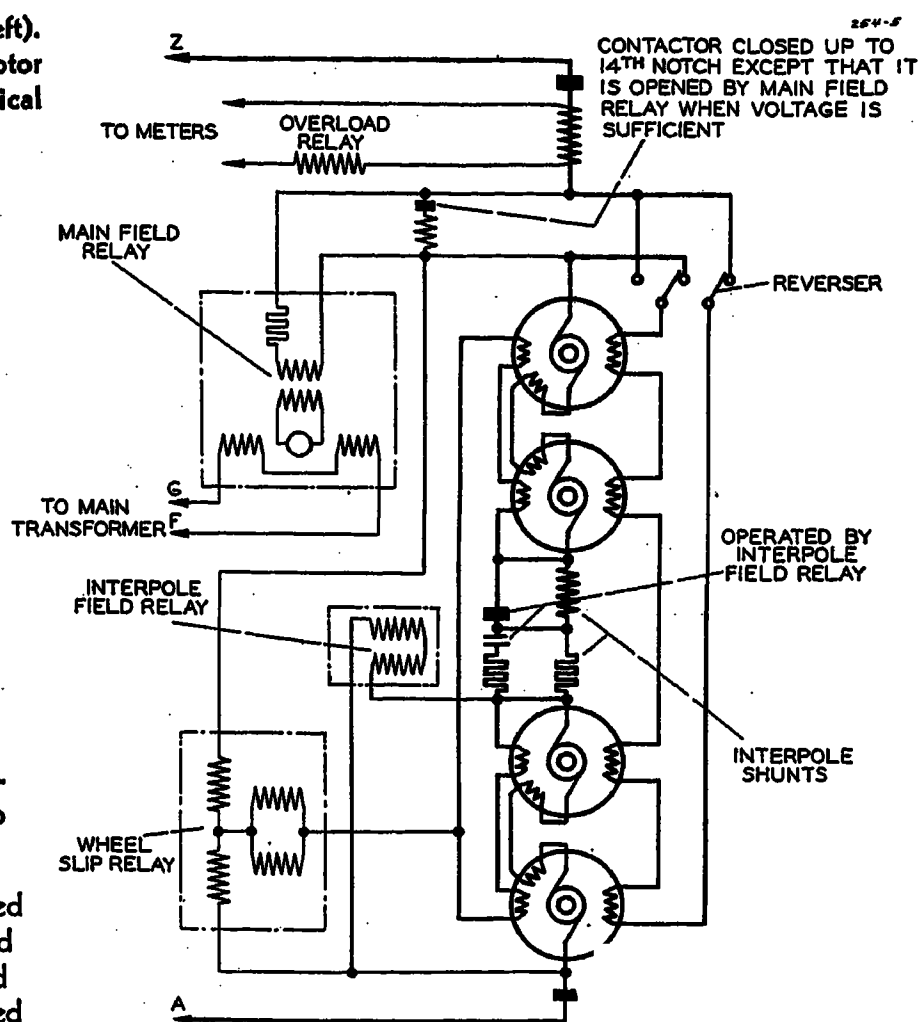 eft).
otor
ical
254-5
Z
CONTACTOR CLOSED UP TO
14TH NOTCH EXCEPT THAT IT
IS OPENED BY MAIN FIELD
RELAY WHEN VOLTAGE IS
SUFFICIENT
TO METERS
OVERLOAD
RELAY
MAIN FIELD
RELAY
REVERSER
G
TO MAIN
TRANSFORMER
F
OPERATED BY
INTERPOLE
FIELD RELAY
INTERPOLE
FIELD RELAY
INTERPOLE
SHUNTS
WHEEL
SLIP RELAY
ed
d
d
ed
A